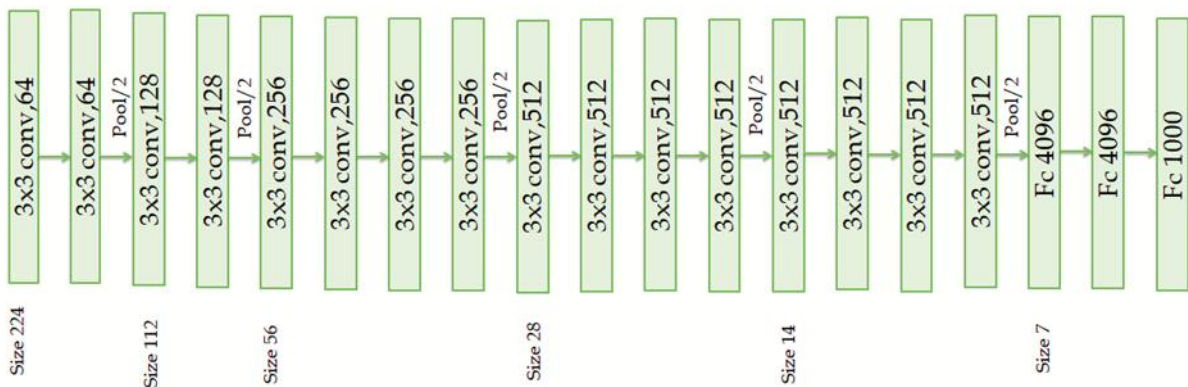 3x3 conv,64
3x3 conv,64
Pool/2
3x3 conv,128
3x3 conv,128
Pool/2
3x3 conv,256
3x3 conv,256
3x3 conv,256
3x3 conv,256
Pool/2
3x3 conv,512
3x3 conv,512
3x3 conv,512
3x3 conv,512
Pool/2
3x3 conv,512
3x3 conv,512
3x3 conv,512
3x3 conv,512
Pool/2
Fc 4096
Fc 4096
Fc 1000
Size 224
Size 112
Size 56
Size 28
Size 14
Size 7